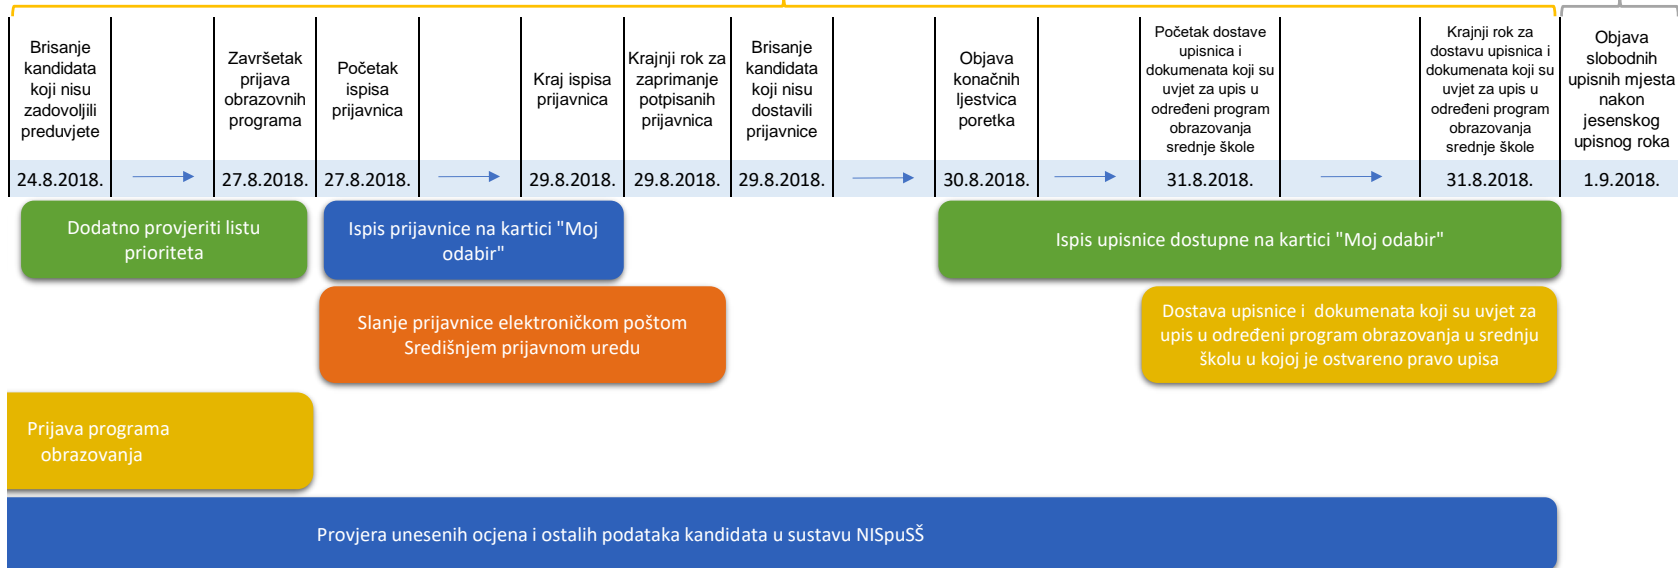 Brisanje
kandidata
koji nisu
zadovoljili
preduvjete
Završetak
prijava
obrazovnih
programa
Početak
ispisa
prijavnica
Kraj ispisa
prijavnica
Krajnji rok za
zaprimanje
potpisanih
prijavnica
Brisanje
kandidata
koji nisu
dostavili
prijavnice
Objava
konačnih
ljestvica
poretka
Početak dostave
upisnica i
dokumenata koji su
uvjet za upis u
određeni program
obrazovanja
srednje škole
Krajnji rok za
dostavu upisnica i
dokumenata koji su
uvjet za upis u
određeni program
obrazovanja
srednje škole
Objava
slobodnih
upisnih mjesta
nakon
jesenskog
upisnog roka
24.8.2018.
27.8.2018.
27.8.2018.
29.8.2018.
29.8.2018.
29.8.2018.
30.8.2018.
31.8.2018.
31.8.2018.
1.9.2018.
Dodatno provjeriti listu
prioriteta
Ispis prijavnice na kartici "Moj
odabir"
Ispis upisnice dostupne na kartici "Moj odabir"
Slanje prijavnice elektroničkom poštom
Središnjem prijavnom uredu
Dostava upisnice i dokumenata koji su uvjet za
upis u određeni program obrazovanja u srednju
školu u kojoj je ostvareno pravo upisa
Prijava programa
obrazovanja
Provjera unesenih ocjena i ostalih podataka kandidata u sustavu NISpuSŠ